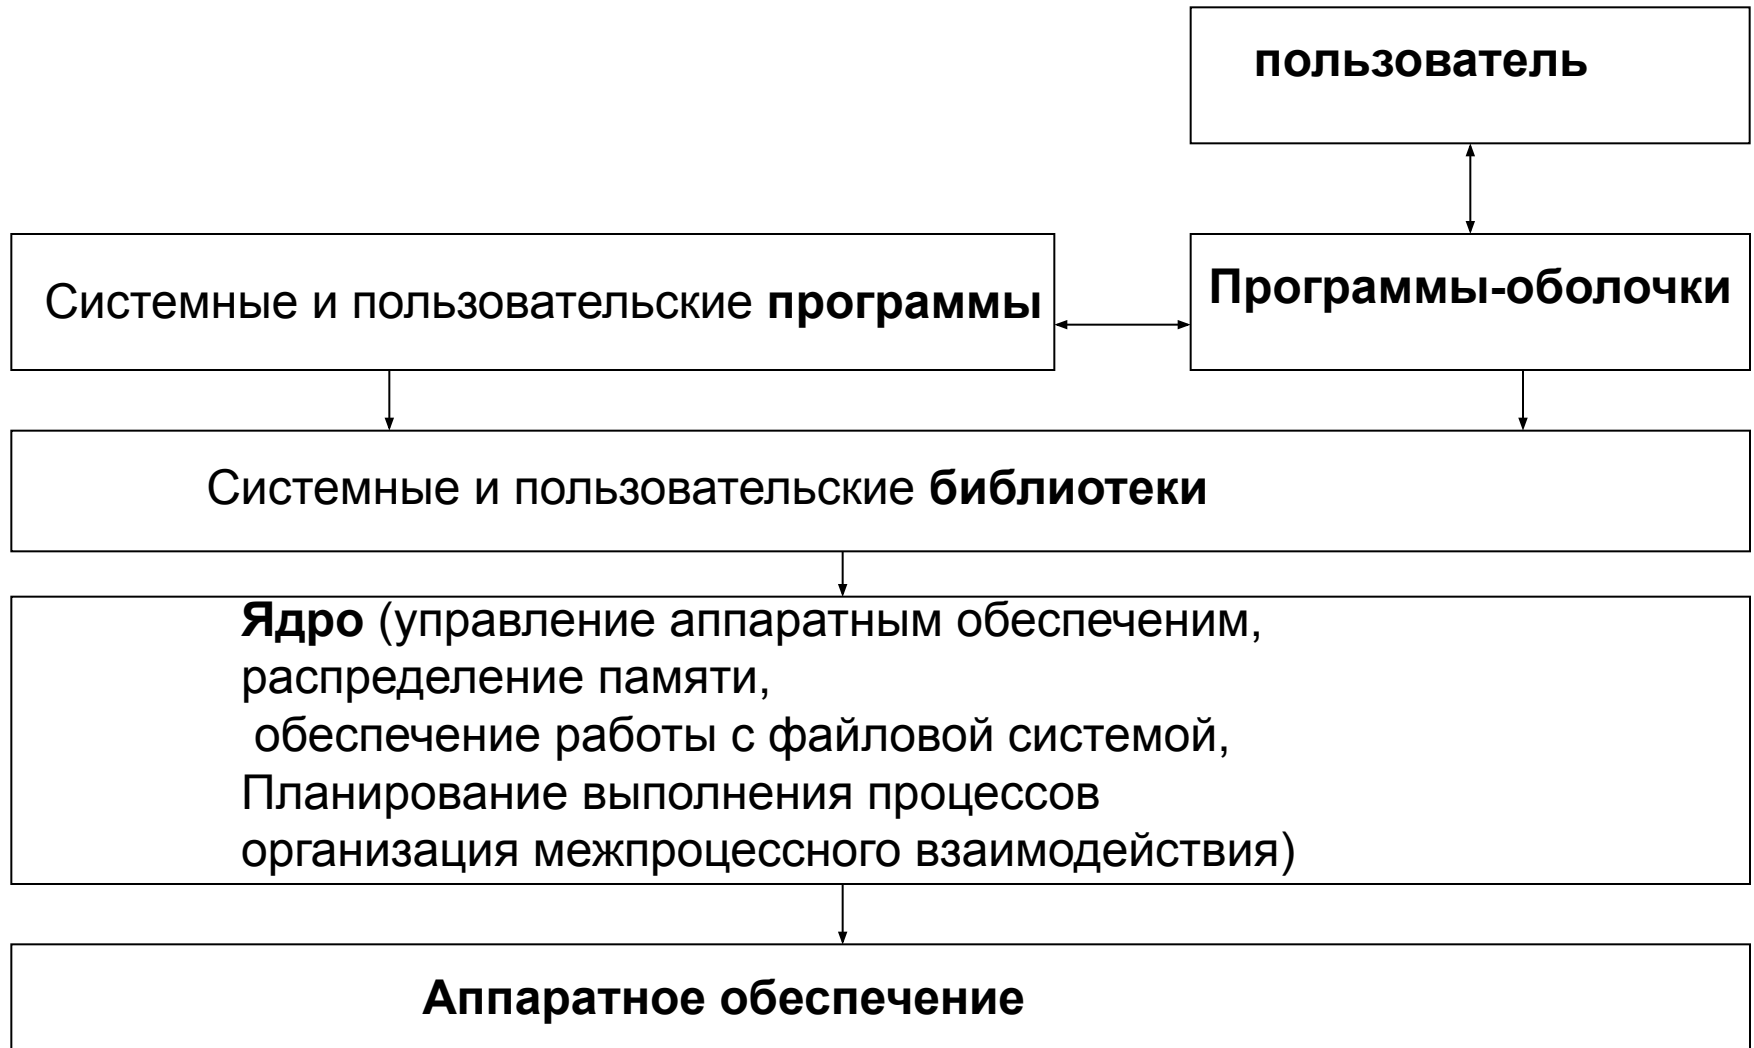 пользователь
Системные и пользовательские программы
Программы-оболочки
Системные и пользовательские библиотеки
Ядро (управление аппаратным обеспеченим,
распределение памяти,
обеспечение работы с файловой системой,
Планирование выполнения процессов
организация межпроцессного взаимодействия)
Аппаратное обеспечение